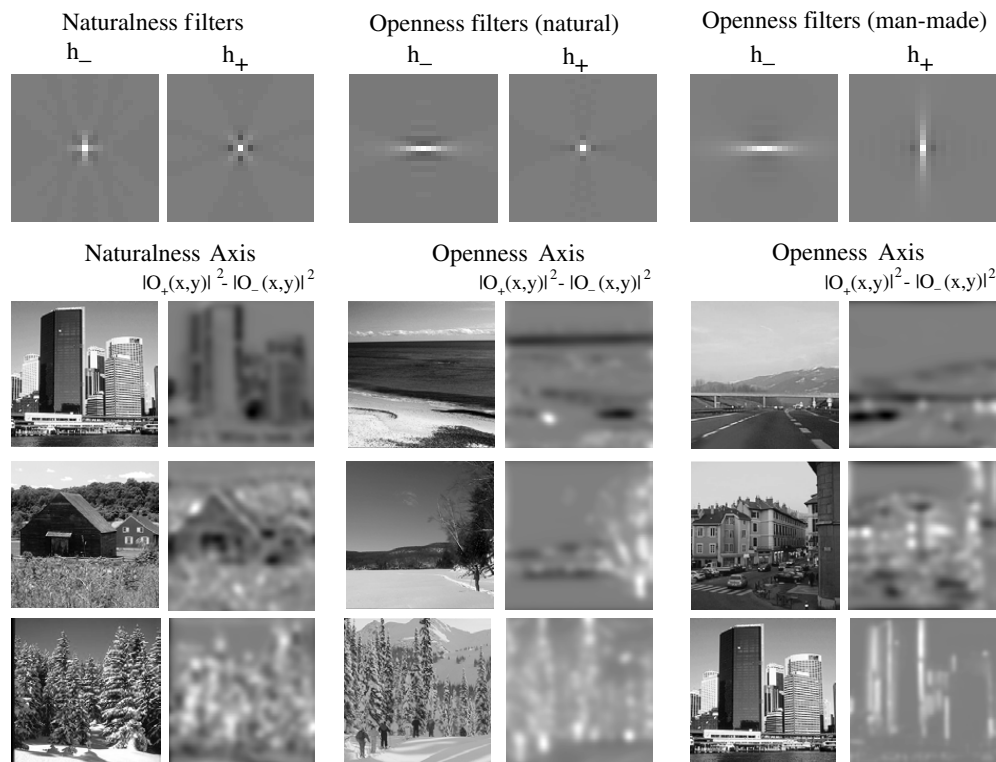 Naturalness filters
Openness filters (natural)
Openness filters (man-made)
h_ h+
h_ h+
h_ h+
Naturalness Axis
Openness Axis
Openness Axis
|O+(x,y)|² - |O_(x,y)|²
|O+(x,y)|² - |O_(x,y)|²
|O+(x,y)|² - |O_(x,y)|²